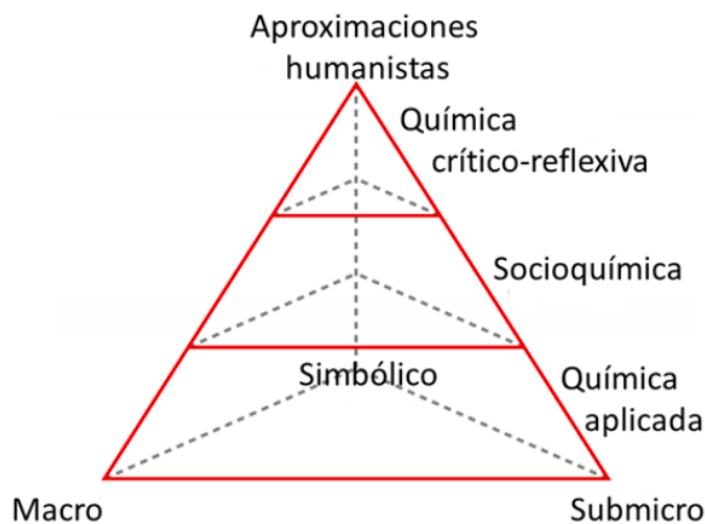 Aproximaciones
humanistas
Química
crítico-reflexiva
Socioquímica
Simbólico
Química
aplicada
Macro
Submicro